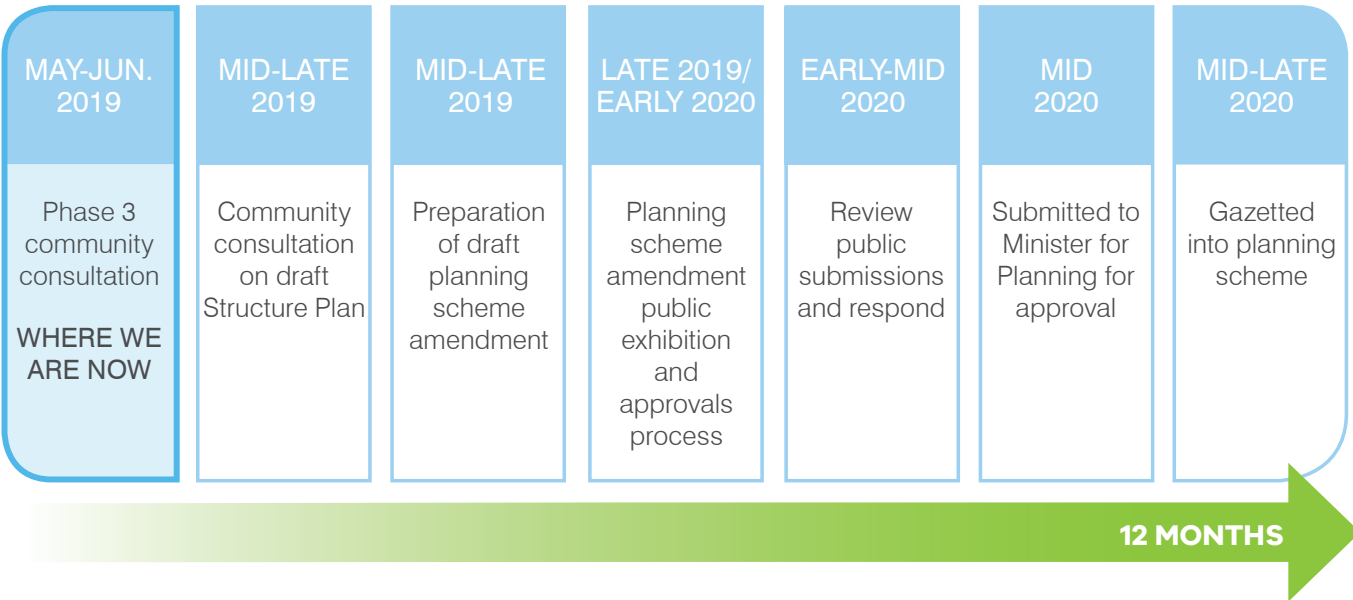 MAY-JUN.
2019
Phase 3
community
consultation
WHERE WE
ARE NOW
MID-LATE
2019
Community
consultation
on draft
Structure Plan
MID-LATE
2019
Preparation
of draft
planning
scheme
amendment
LATE 2019/
EARLY 2020
Planning
scheme
amendment
public
exhibition
and
approvals
process
EARLY-MID
2020
Review
public
submissions
and respond
MID
2020
Submitted to
Minister for
Planning for
approval
MID-LATE
2020
Gazetted
into planning
scheme
12 MONTHS